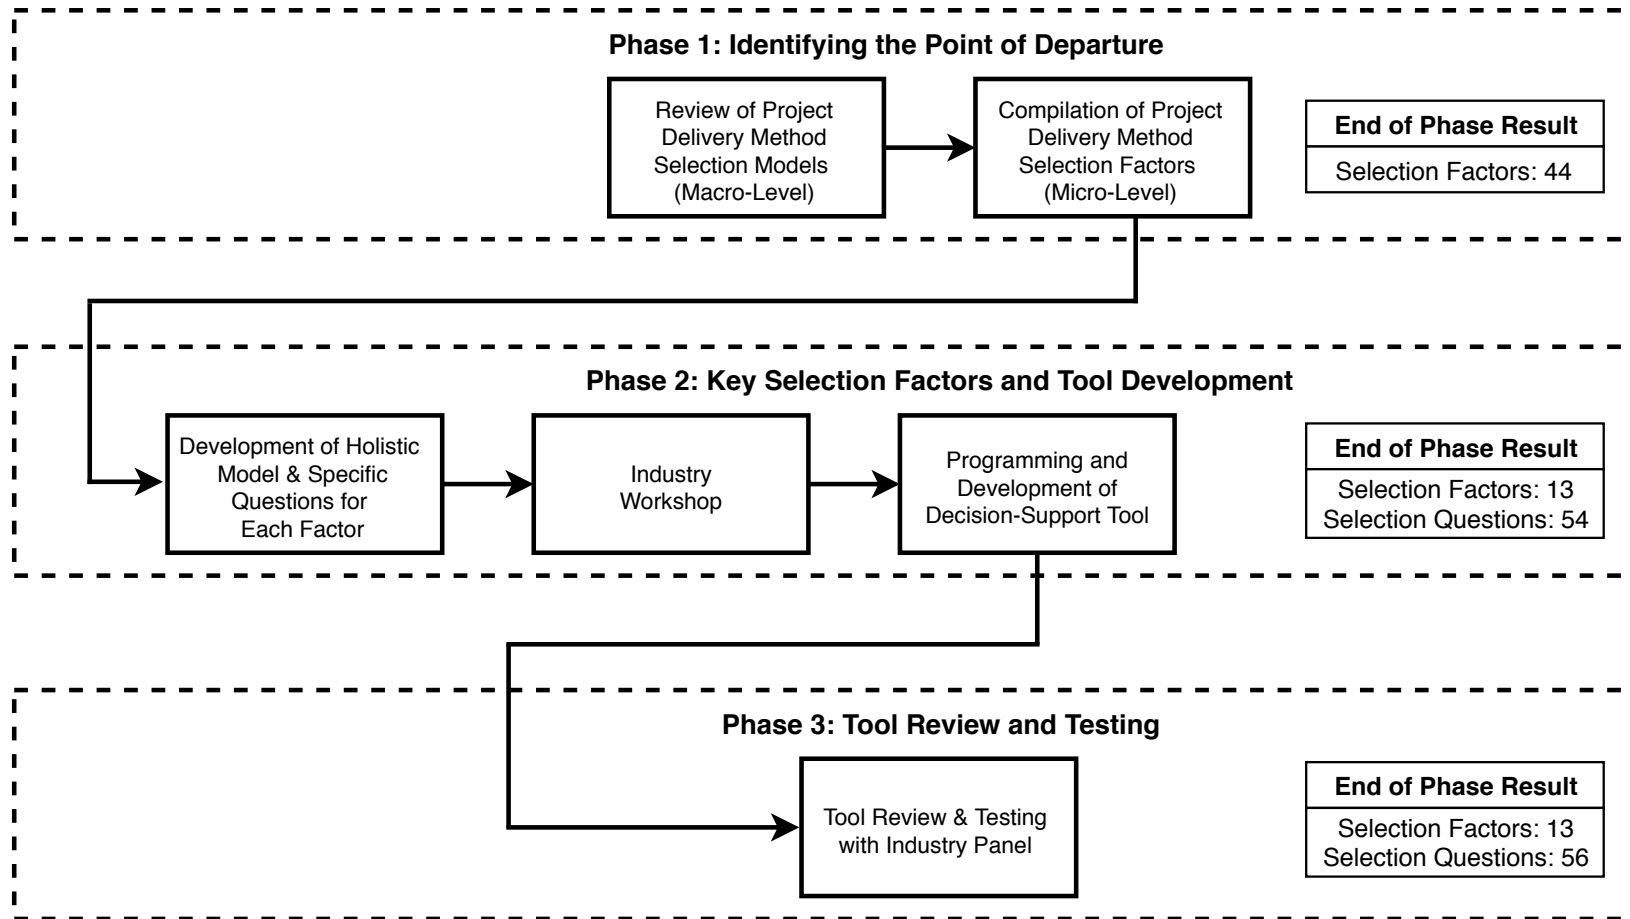 Phase 1: Identifying the Point of Departure
Review of Project
Delivery Method
Selection Models
(Macro-Level)
Compilation of Project
Delivery Method
Selection Factors
(Micro-Level)
End of Phase Result
Selection Factors: 44
Phase 2: Key Selection Factors and Tool Development
Development of Holistic
Model & Specific
Questions for
Each Factor
Industry
Workshop
Programming and
Development of
Decision-Support Tool
End of Phase Result
Selection Factors: 13
Selection Questions: 54
Phase 3: Tool Review and Testing
Tool Review & Testing
with Industry Panel
End of Phase Result
Selection Factors: 13
Selection Questions: 56